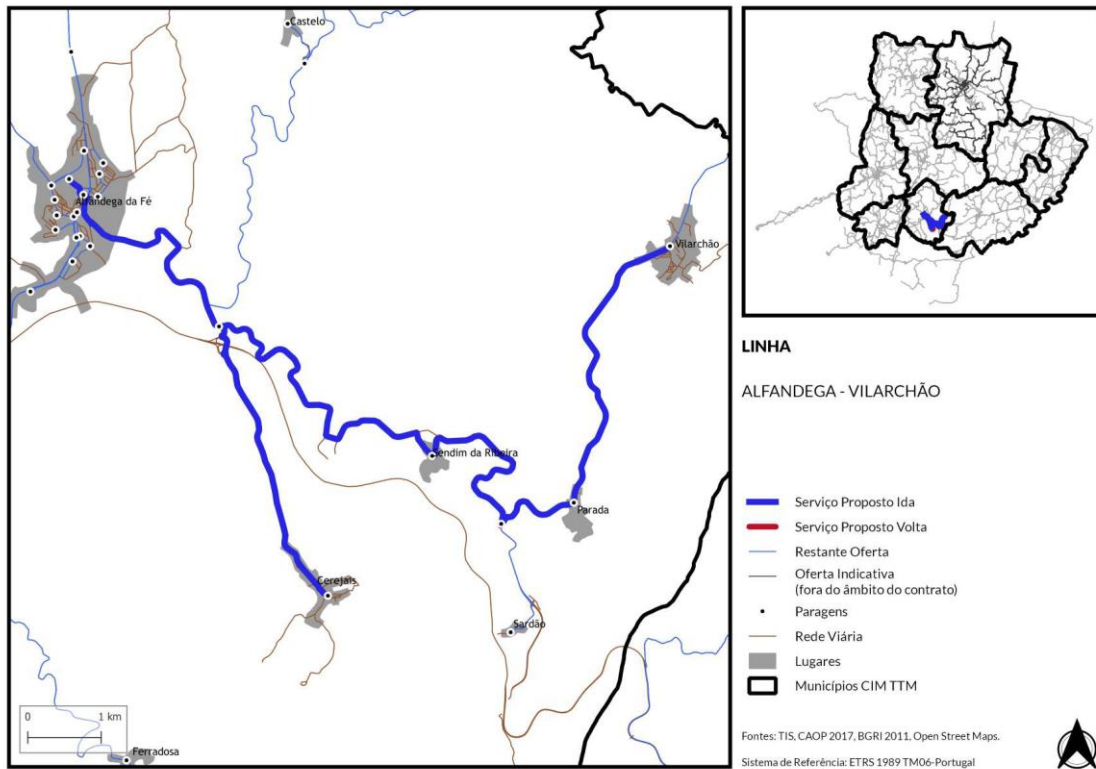 Castelo
Alfandega da Fé
Vilarchão
Jendim da Ribeira
Parada
Cerejais
Sardão
Ferradosa
0 1 km
LINHA
ALFANDEGA - VILARCHÃO
Serviço Proposto Ida
Serviço Proposto Volta
Restante Oferta
Oferta Indicativa
(fora do âmbito do contrato)
Paragens
Rede Viária
Lugares
Municípios CIM TTM
Fontes: TIS, CAOP 2017, BGRI 2011, Open Street Maps.
Sistema de Referência: ETRS 1989 TM06-Portugal